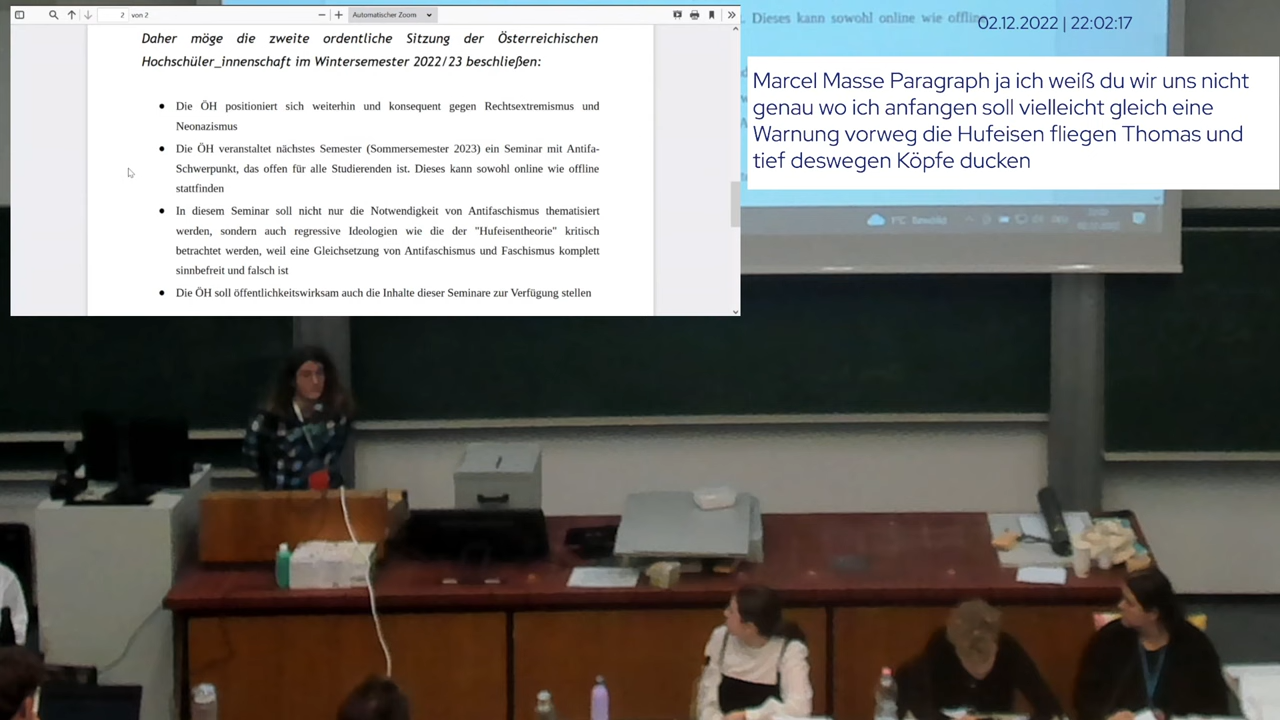 2 von 2
Automatischer Zoom
Daher möge die zweite ordentliche Sitzung der Österreichischen
Hochschüler_innenschaft im Wintersemester 2022/23 beschließen:
Die ÖH positioniert sich weiterhin und konsequent gegen Rechtsextremismus und
Neonazismus
Die ÖH veranstaltet nächstes Semester (Sommersemester 2023) ein Seminar mit Antifa-
Schwerpunkt, das offen für alle Studierenden ist. Dieses kann sowohl online wie offline
stattfinden
In diesem Seminar soll nicht nur die Notwendigkeit von Antifaschismus thematisiert
werden, sondern auch regressive Ideologien wie die der "Hufeisentheorie" kritisch
betrachtet werden, weil eine Gleichsetzung von Antifaschismus und Faschismus komplett
sinnbefreit und falsch ist
Die ÖH soll öffentlichkeitswirksam auch die Inhalte dieser Seminare zur Verfügung stellen
. Dieses kann sowohl online wie offline
02.12.2022 | 22:02:17
Marcel Masse Paragraph ja ich weiß du wir uns nicht
genau wo ich anfangen soll vielleicht gleich eine
Warnung vorweg die Hufeisen fliegen Thomas und
tief deswegen Köpfe ducken